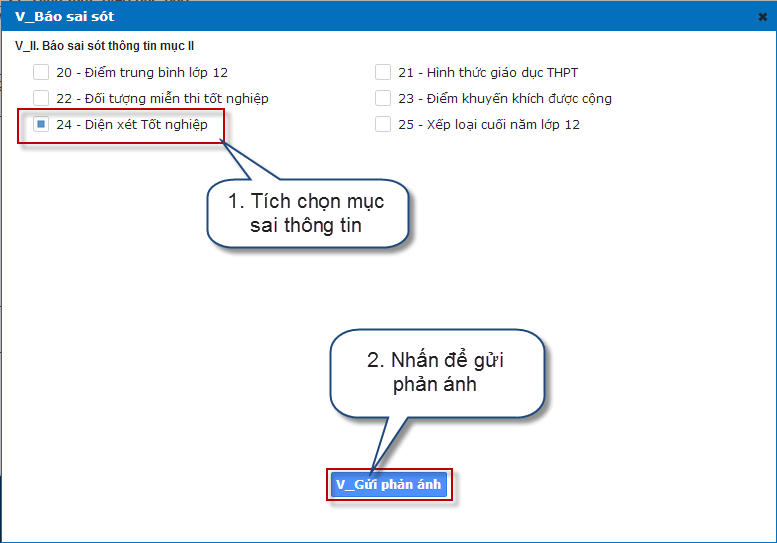 V_Báo sai sót
V_II. Báo sai sót thông tin mục II
20 - Điểm trung bình lớp 12
21 - Hình thức giáo dục THPT
22 - Đối tượng miễn thi tốt nghiệp
23 - Điểm khuyến khích được cộng
24 - Diện xét Tốt nghiệp
25 - Xếp loại cuối năm lớp 12
1. Tích chọn mục
sai thông tin
2. Nhấn để gửi
phản ánh
V_Gửi phản ánh